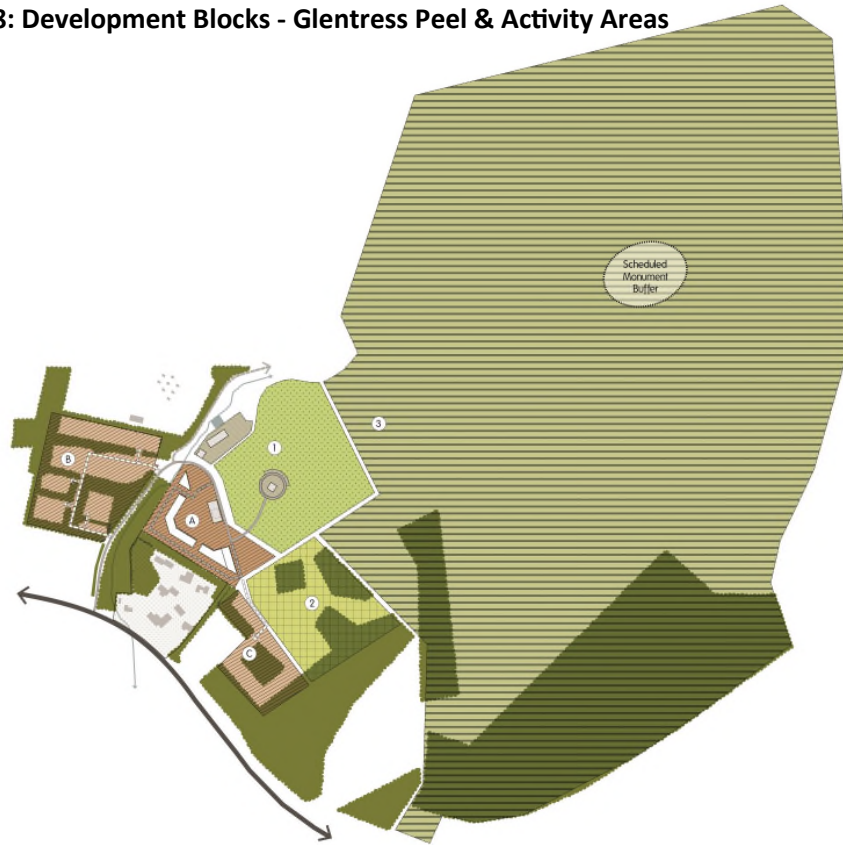 3: Development Blocks - Glentress Peel & Activity Areas
Scheduled
Monument
Buffer
3
1
B
A
2
C